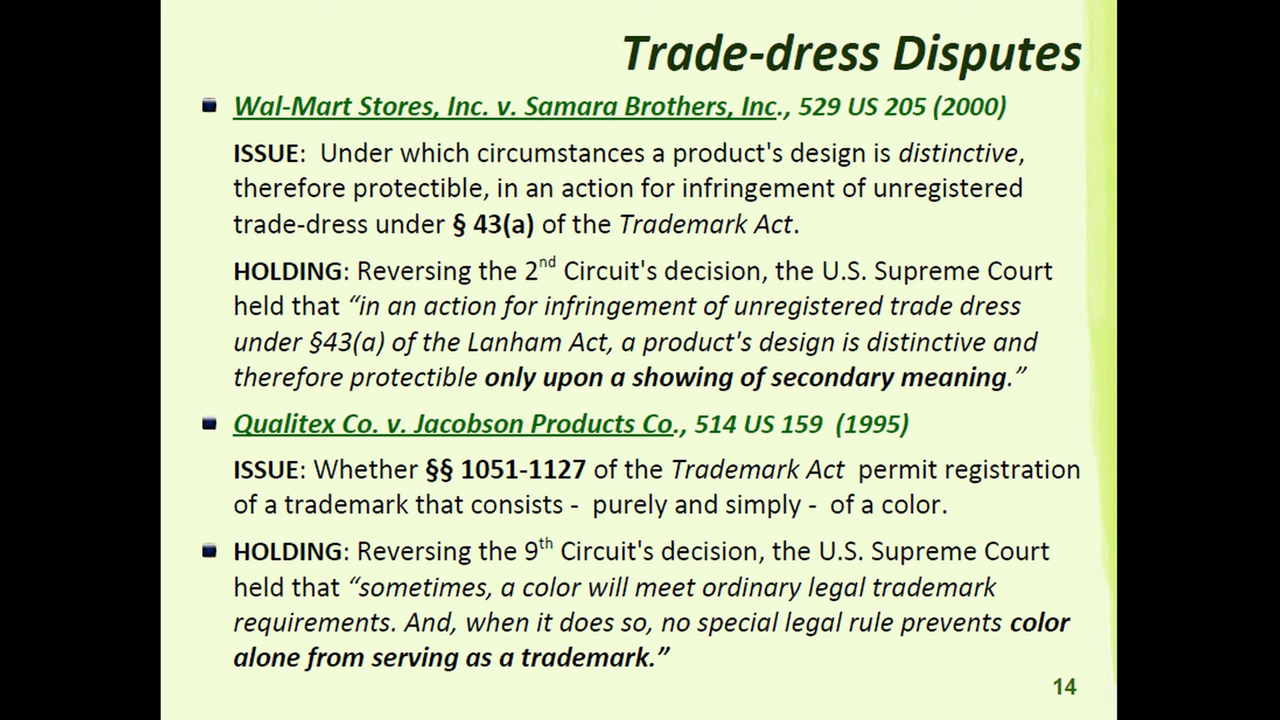 Trade-dress Disputes
Wal-Mart Stores, Inc. v. Samara Brothers, Inc., 529 US 205 (2000)
ISSUE: Under which circumstances a product's design is distinctive,
therefore protectible, in an action for infringement of unregistered
trade-dress under § 43(a) of the Trademark Act.
HOLDING: Reversing the 2nd Circuit's decision, the U.S. Supreme Court
held that “in an action for infringement of unregistered trade dress
under §43(a) of the Lanham Act, a product's design is distinctive and
therefore protectible only upon a showing of secondary meaning.”
Qualitex Co. v. Jacobson Products Co., 514 US 159 (1995)
ISSUE: Whether §§ 1051-1127 of the Trademark Act permit registration
of a trademark that consists - purely and simply - of a color.
HOLDING: Reversing the 9th Circuit's decision, the U.S. Supreme Court
held that “sometimes, a color will meet ordinary legal trademark
requirements. And, when it does so, no special legal rule prevents color
alone from serving as a trademark.”
14